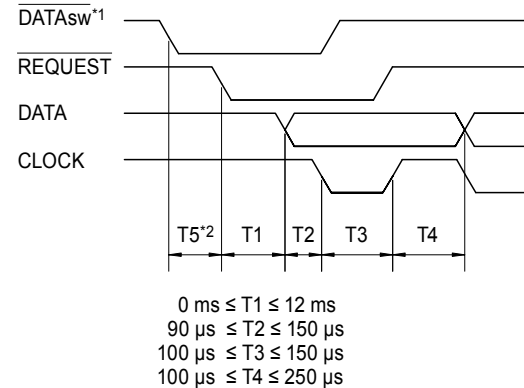 DATAsw*1
REQUEST
DATA
CLOCK
T5*2 T1 T2 T3 T4
0 ms ≤ T1 ≤ 12 ms
90 µs ≤ T2 ≤ 150 µs
100 µs ≤ T3 ≤ 150 µs
100 µs ≤ T4 ≤ 250 µs